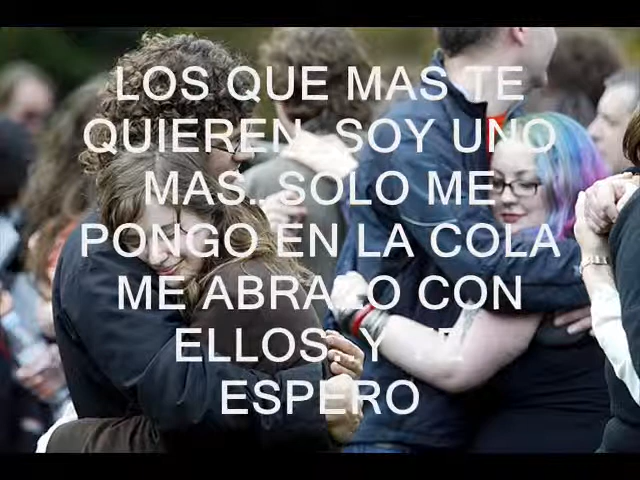 LOS QUE MAS TE
QUIEREN. SOY UNO
MAS.. SOLO ME
PONGO EN LA COLA
ME ABRAZO CON
ELLOS. Y TE
ESPERO